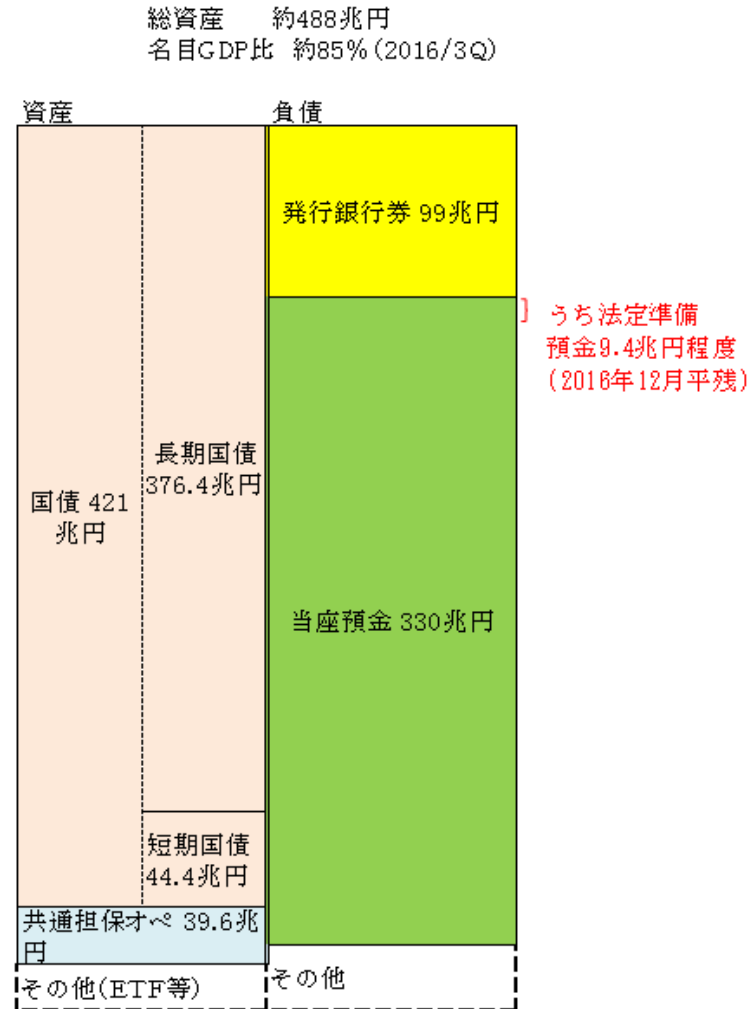 総資産　約488兆円
名目GDP比 約85%(2016/3Q)
資産
負債
発行銀行券 99兆円
うち法定準備
預金9.4兆円程度
(2016年12月平残)
長期国債
376.4兆円
国債 421
兆円
当座預金 330兆円
短期国債
44.4兆円
共通担保オペ 39.6兆
円
その他(ETF等)
その他